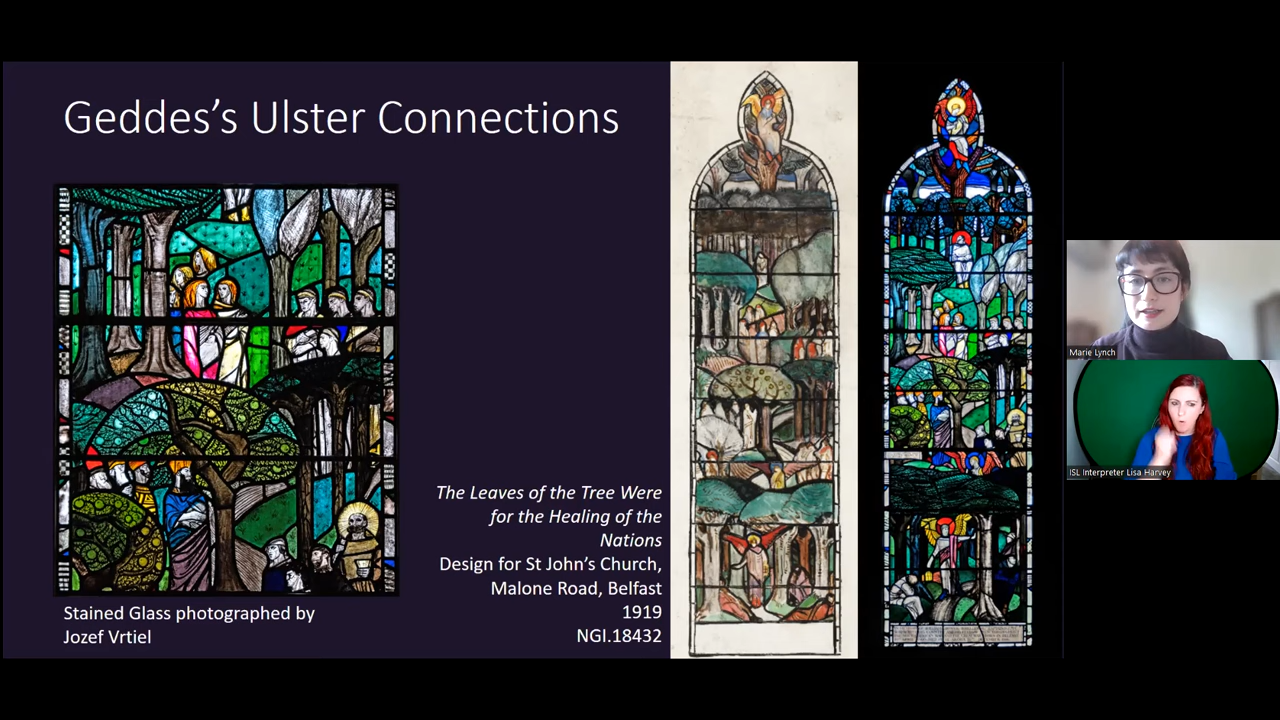 Geddes's Ulster Connections
The Leaves of the Tree Were
for the Healing of the
Nations
Design for St John's Church,
Malone Road, Belfast
1919
NGI.18432
Stained Glass photographed by
Jozef Vrtiel
Marie Lynch
ISL Interpreter Lisa Harvey